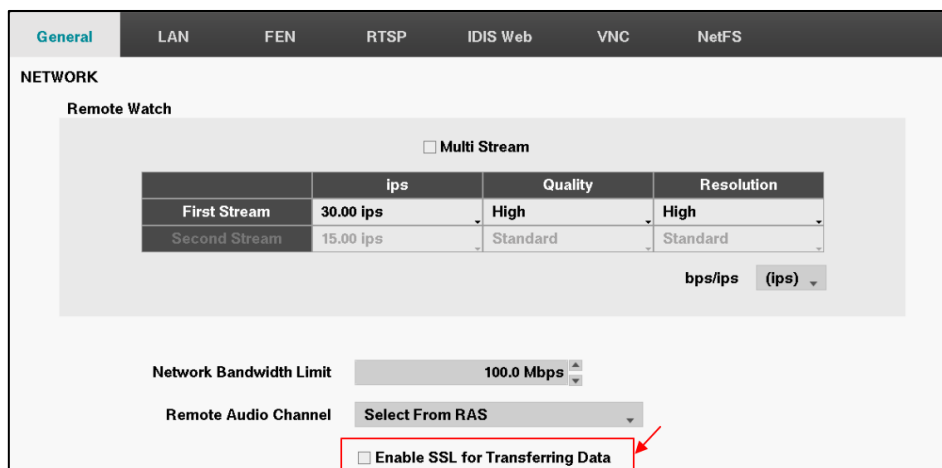 General LAN FEN RTSP IDIS Web VNC NetFS
NETWORK
Remote Watch
Multi Stream
ips Quality Resolution
First Stream 30.00 ips High High
Second Stream 15.00 ips Standard Standard
bps/ips (ips)
Network Bandwidth Limit 100.0 Mbps
Remote Audio Channel Select From RAS
Enable SSL for Transferring Data